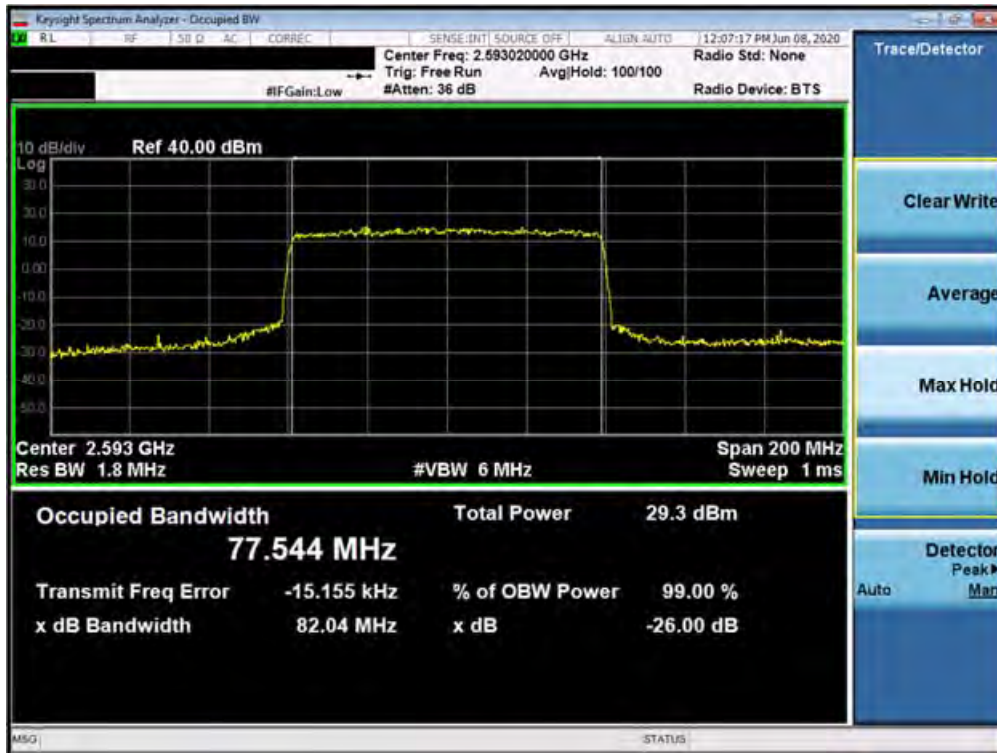 Keysight Spectrum Analyzer - Occupied BW
RL RF 50 Ω AC CORREC SENSE:INT SOURCE OFF ALIGN AUTO 12:07:17 PM Jun 08, 2020
Center Freq: 2.593020000 GHz Radio Std: None
Trig: Free Run Avg|Hold: 100/100
#IFGain:Low #Atten: 36 dB Radio Device: BTS
Trace/Detector
10 dB/div Ref 40.00 dBm
Log
30.0
20.0
10.0
0.00
-10.0
-20.0
-30.0
-40.0
-50.0
Center 2.593 GHz Span 200 MHz
Res BW 1.8 MHz #VBW 6 MHz Sweep 1 ms
Occupied Bandwidth Total Power 29.3 dBm
77.544 MHz
Transmit Freq Error -15.155 kHz % of OBW Power 99.00 %
x dB Bandwidth 82.04 MHz x dB -26.00 dB
Clear Write
Average
Max Hold
Min Hold
Detector
Peak▶
Auto Man
MSG STATUS